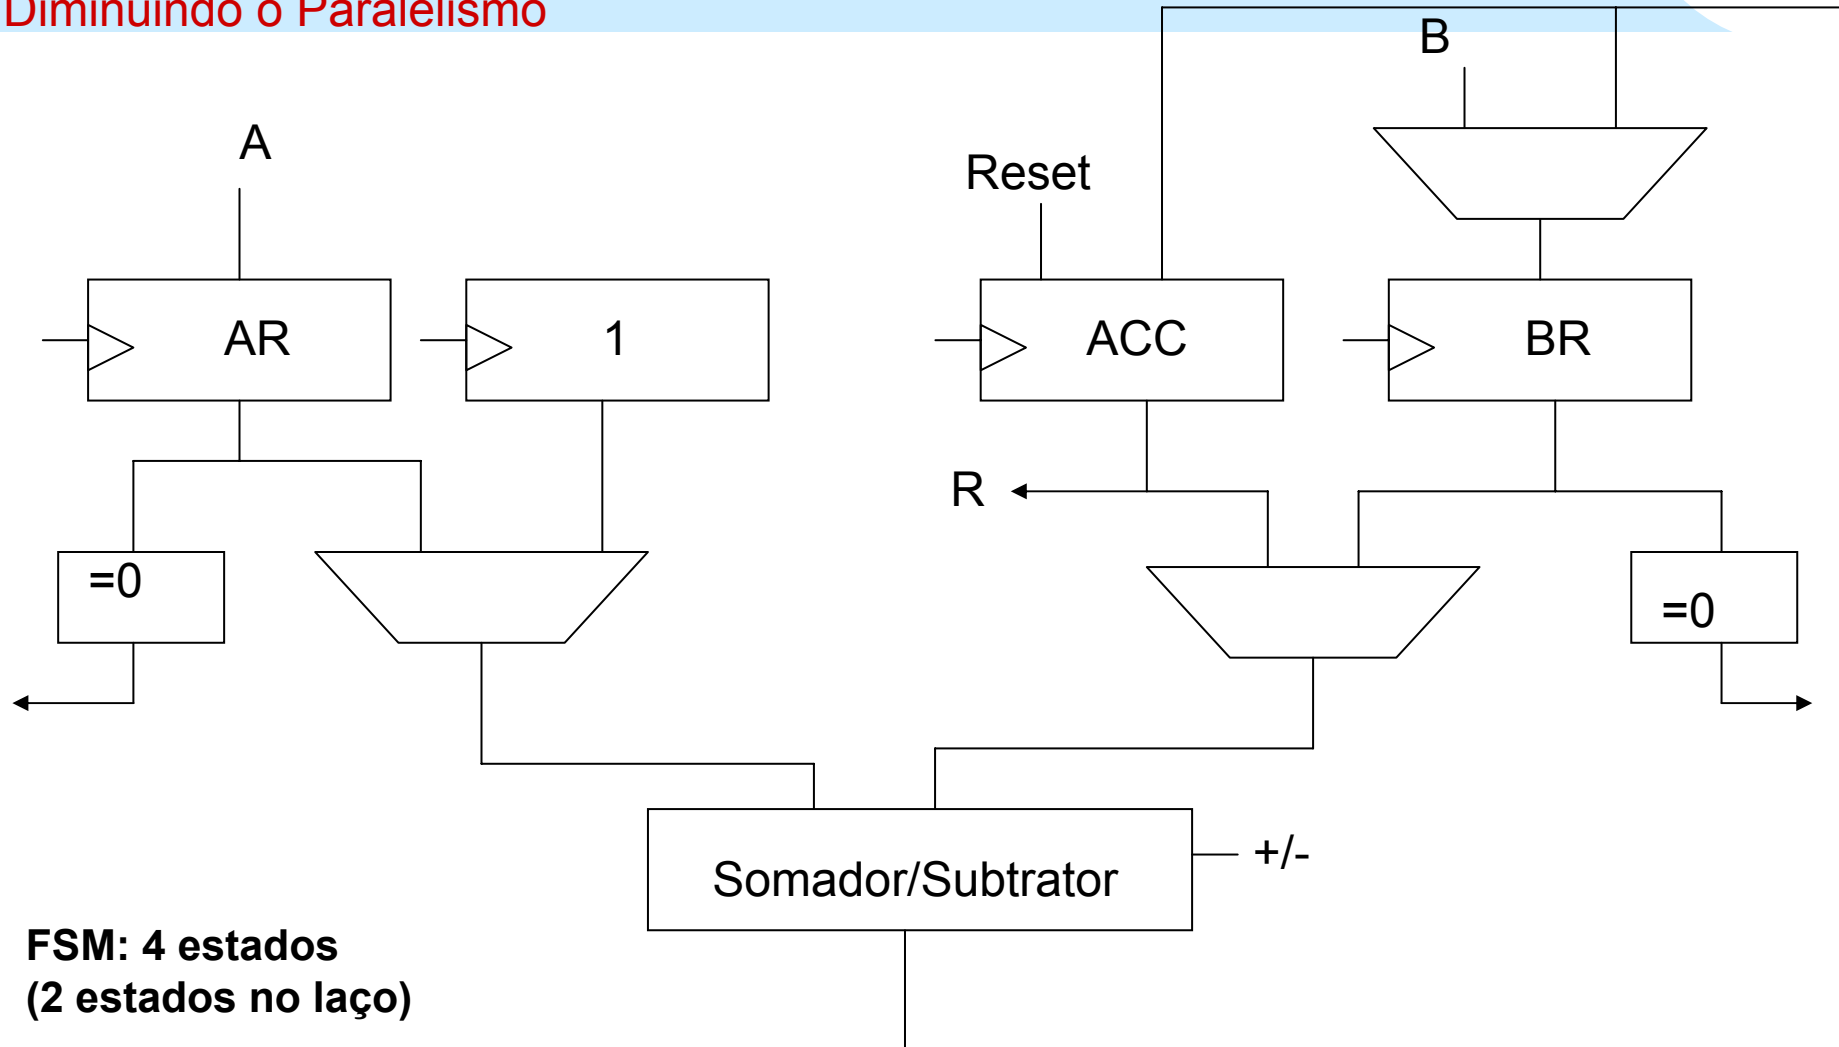 Diminuindo o Paralelismo
B
A
Reset
AR
1
ACC
BR
R
=0
=0
+/-
Somador/Subtrator
FSM: 4 estados
(2 estados no laço)